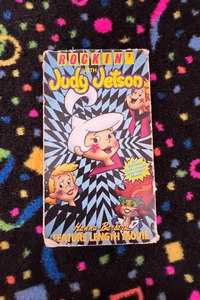 ROCKIN'
WITH
Judy Jetson
Hanna-Barbera
FEATURE LENGTH MOVIE